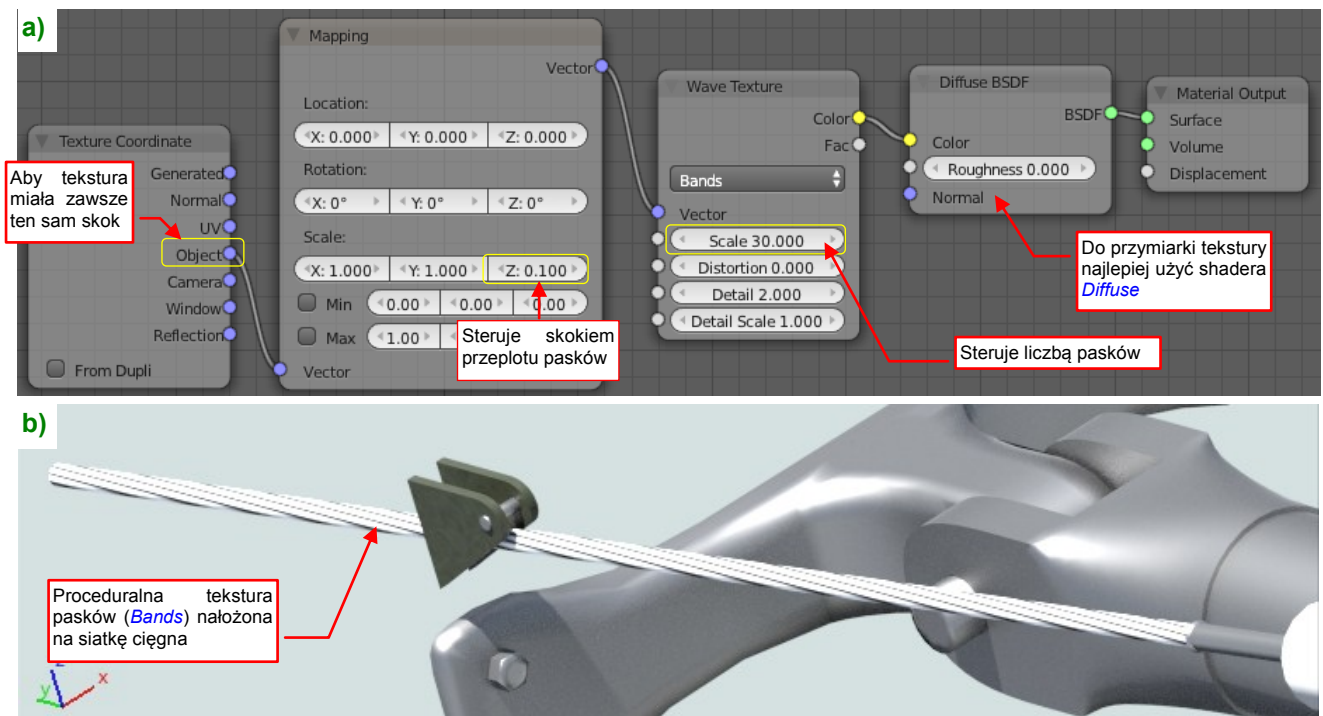 a)
Texture Coordinate
Generated
Normal
UV
Object
Camera
Window
Reflection
From Dupli
Aby tekstura
miała zawsze
ten sam skok
Mapping
Vector
Location:
X: 0.000 Y: 0.000 Z: 0.000
Rotation:
X: 0° Y: 0° Z: 0°
Scale:
X: 1.000 Y: 1.000 Z: 0.100
Min 0.00 0.00 0.00
Max 1.00
Vector
Steruje skokiem
przeplotu pasków
Wave Texture
Color
Fac
Bands
Vector
Scale 30.000
Distortion 0.000
Detail 2.000
Detail Scale 1.000
Steruje liczbą pasków
Diffuse BSDF
BSDF
Color
Roughness 0.000
Normal
Do przymiarki tekstury
najlepiej użyć shadera
Diffuse
Material Output
Surface
Volume
Displacement
b)
Proceduralna tekstura
pasków (Bands) nałożona
na siatkę cięgna
z
y
x